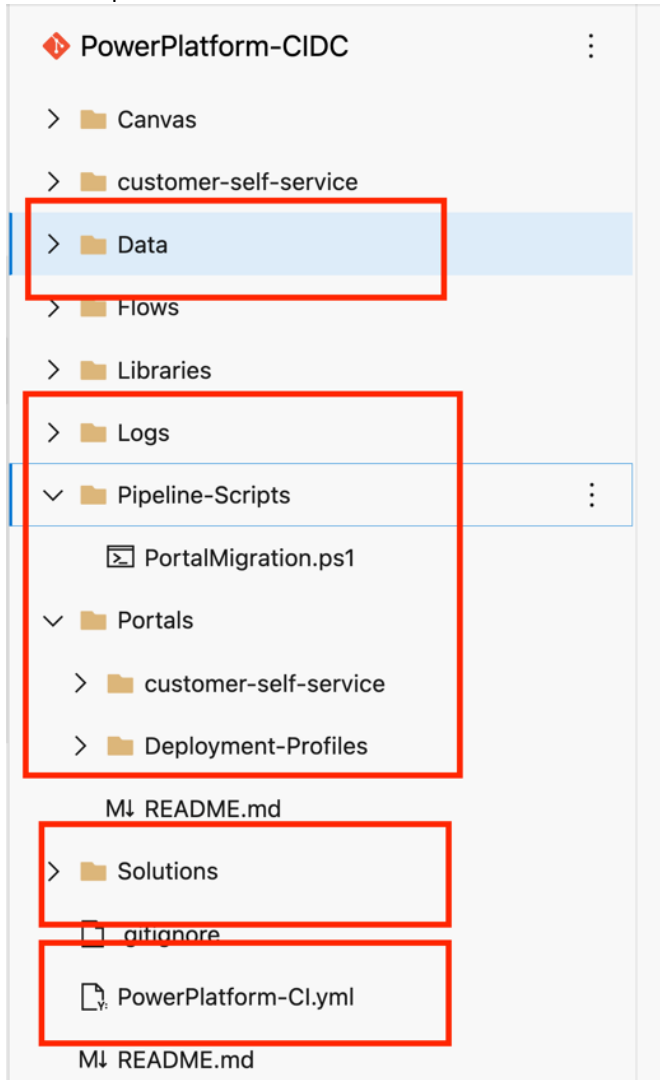 PowerPlatform-CIDC
Canvas
customer-self-service
Data
Flows
Libraries
Logs
Pipeline-Scripts
PortalMigration.ps1
Portals
customer-self-service
Deployment-Profiles
M↓ README.md
Solutions
.gitignore
Y: PowerPlatform-CI.yml
M↓ README.md